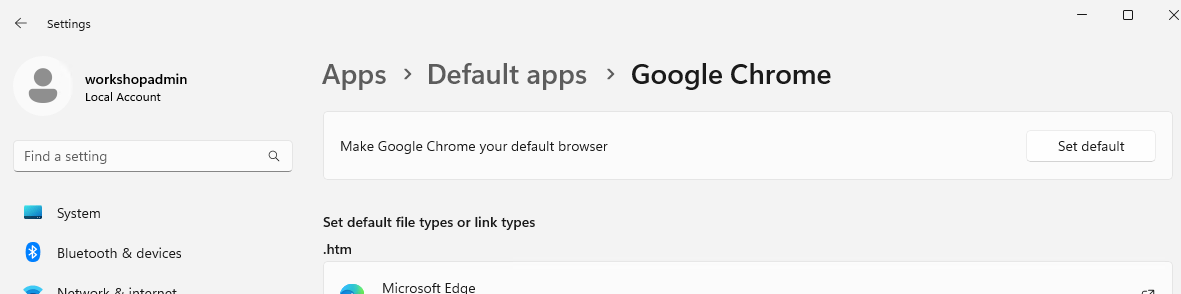 Settings
workshopadmin
Local Account
Find a setting
System
Bluetooth & devices
Network & internet
Apps > Default apps > Google Chrome
Make Google Chrome your default browser
Set default
Set default file types or link types
.htm
Microsoft Edge